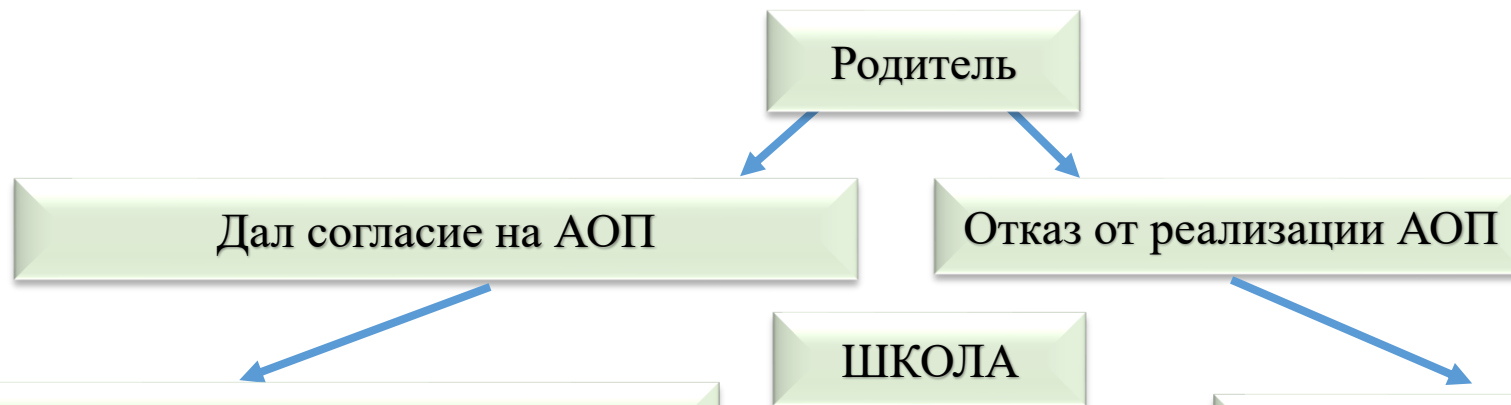 Родитель
Дал согласие на АОП
Отказ от реализации АОП
ШКОЛА